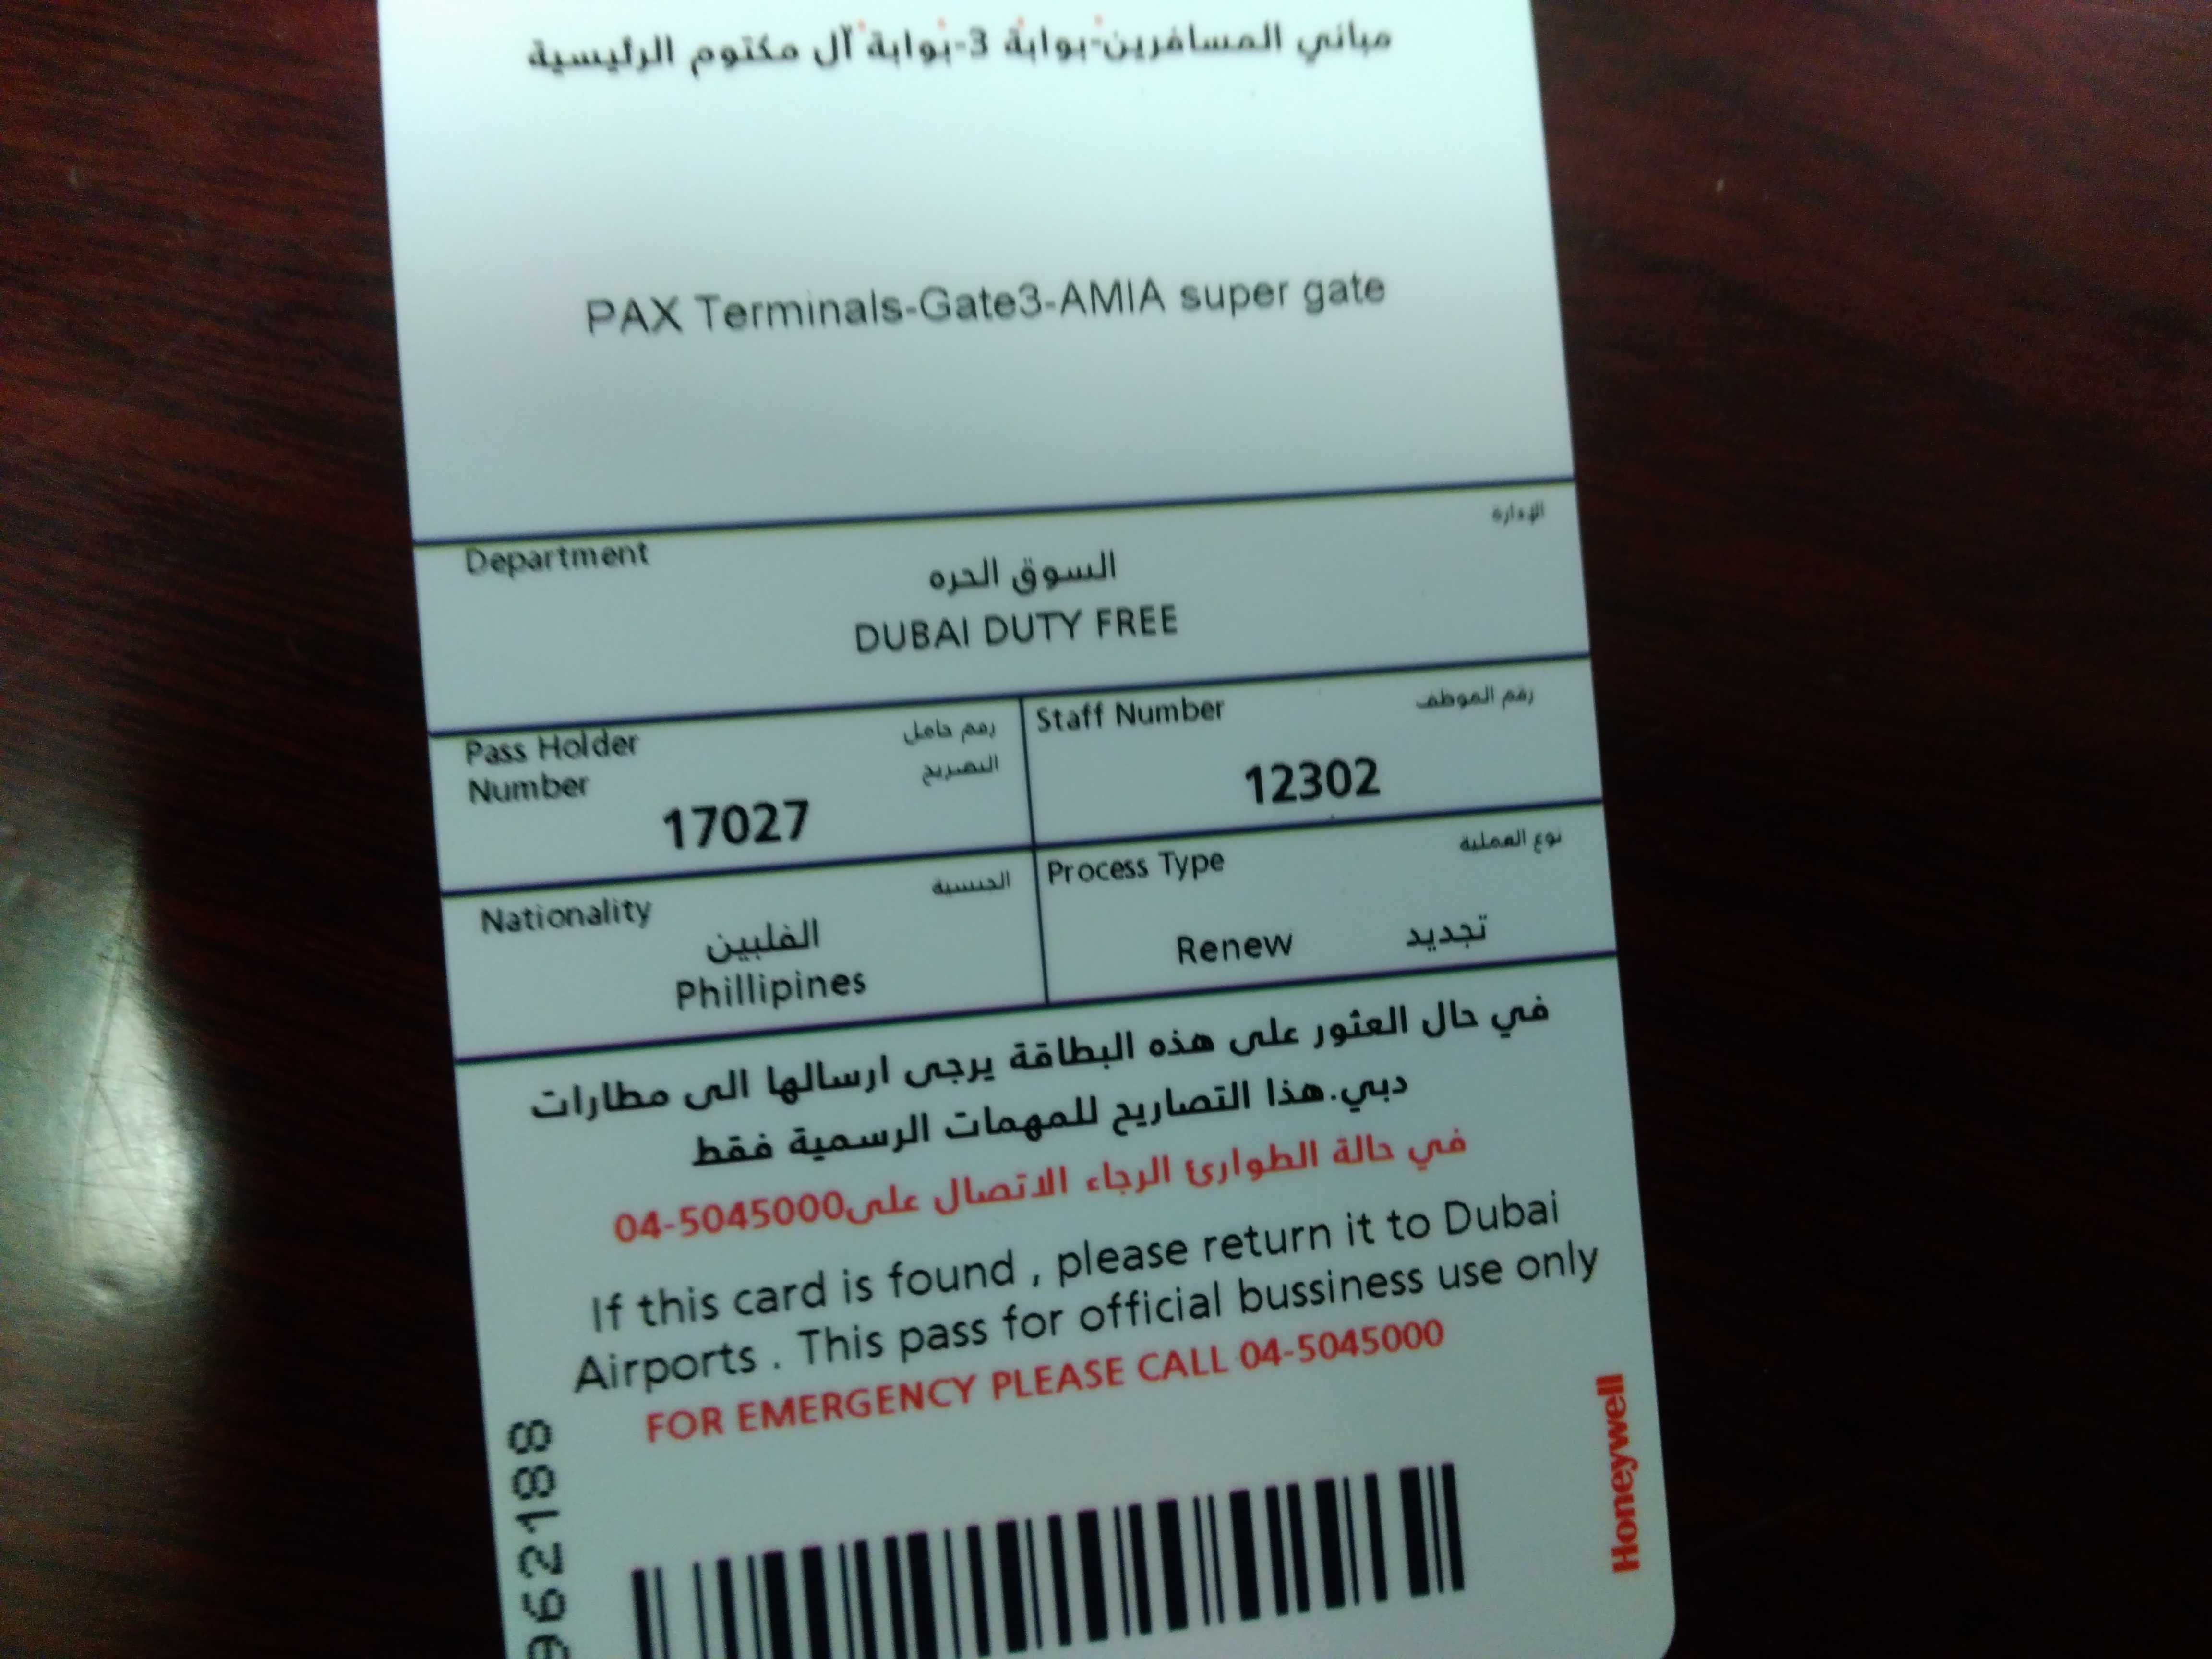 مباني المسافرين-بوابة 3-بوابة آل مكتوم الرئيسية
PAX Terminals-Gate3-AMIA super gate
Department
الإدارة
السوق الحره
DUBAI DUTY FREE
Pass Holder
Number
رقم حامل
التصريح
17027
Staff Number
رقم الموظف
12302
Nationality
الجنسية
الفلبين
Phillipines
Process Type
نوع العملية
Renew
تجديد
في حال العثور على هذه البطاقة يرجى ارسالها الى مطارات
دبي.هذا التصاريح للمهمات الرسمية فقط
في حالة الطوارئ الرجاء الاتصال على04-5045000
If this card is found , please return it to Dubai
Airports . This pass for official bussiness use only
FOR EMERGENCY PLEASE CALL 04-5045000
962188
Honeywell